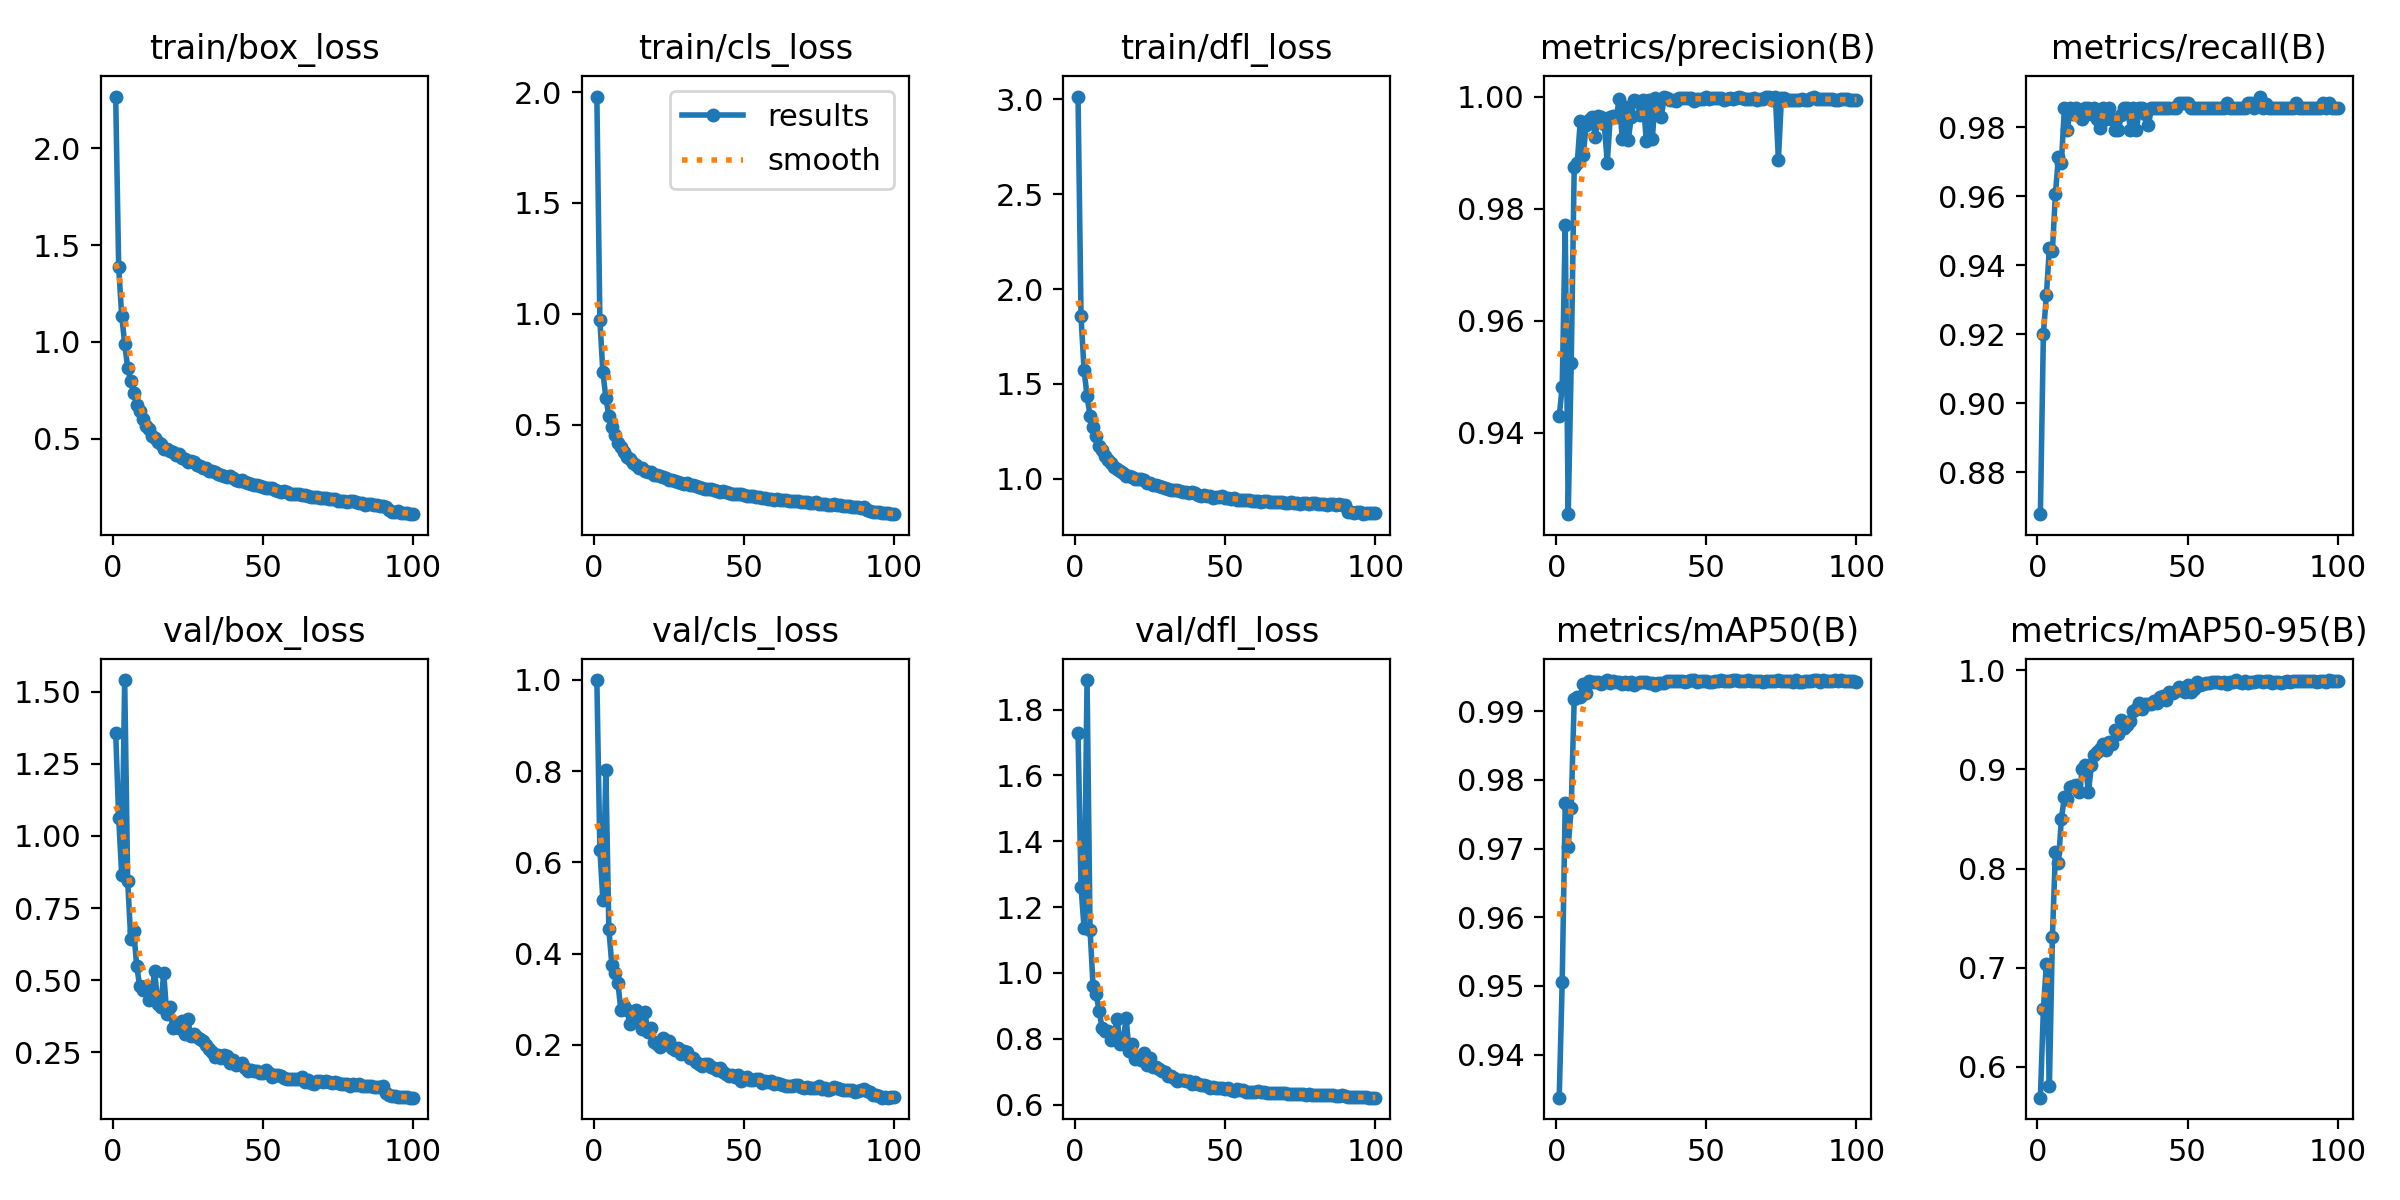 train/box_loss
2.0
1.5
1.0
0.5
0 50 100
train/cls_loss
results
smooth
2.0
1.5
1.0
0.5
0 50 100
train/dfl_loss
3.0
2.5
2.0
1.5
1.0
0 50 100
metrics/precision(B)
1.00
0.98
0.96
0.94
0 50 100
metrics/recall(B)
0.98
0.96
0.94
0.92
0.90
0.88
0 50 100
val/box_loss
1.50
1.25
1.00
0.75
0.50
0.25
0 50 100
val/cls_loss
1.0
0.8
0.6
0.4
0.2
0 50 100
val/dfl_loss
1.8
1.6
1.4
1.2
1.0
0.8
0.6
0 50 100
metrics/mAP50(B)
0.99
0.98
0.97
0.96
0.95
0.94
0 50 100
metrics/mAP50-95(B)
1.0
0.9
0.8
0.7
0.6
0 50 100